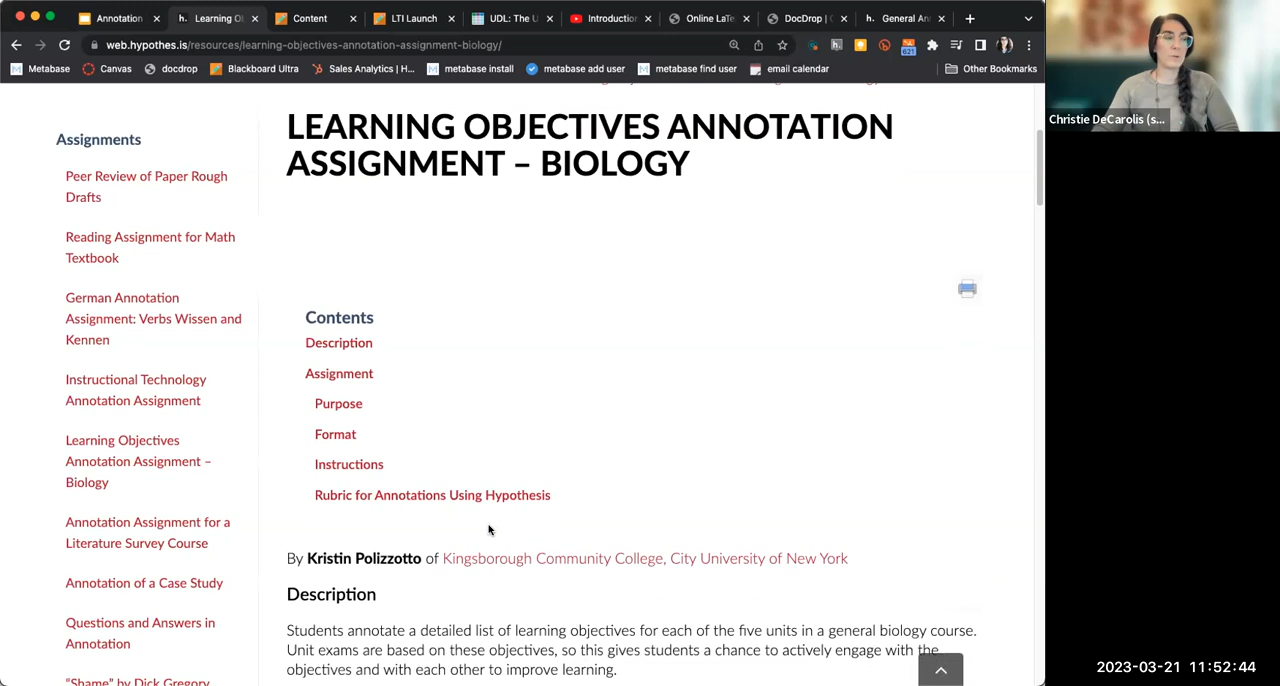 Annotation
Learning O
Content
LTI Launch
UDL: The U
Introduction
Online LaTe
DocDrop | C
General An
web.hypothes.is/resources/learning-objectives-annotation-assignment-biology/
621
Metabase
Canvas
docdrop
Blackboard Ultra
Sales Analytics | H...
metabase install
metabase add user
metabase find user
email calendar
Other Bookmarks
Christie DeCarolis (s...
Assignments
Peer Review of Paper Rough
Drafts
Reading Assignment for Math
Textbook
German Annotation
Assignment: Verbs Wissen and
Kennen
Instructional Technology
Annotation Assignment
Learning Objectives
Annotation Assignment –
Biology
Annotation Assignment for a
Literature Survey Course
Annotation of a Case Study
Questions and Answers in
Annotation
"Shame" by Dick Gregory
LEARNING OBJECTIVES ANNOTATION
ASSIGNMENT – BIOLOGY
Contents
Description
Assignment
Purpose
Format
Instructions
Rubric for Annotations Using Hypothesis
By Kristin Polizzotto of Kingsborough Community College, City University of New York
Description
Students annotate a detailed list of learning objectives for each of the five units in a general biology course.
Unit exams are based on these objectives, so this gives students a chance to actively engage with the
objectives and with each other to improve learning.
2023-03-21 11:52:44